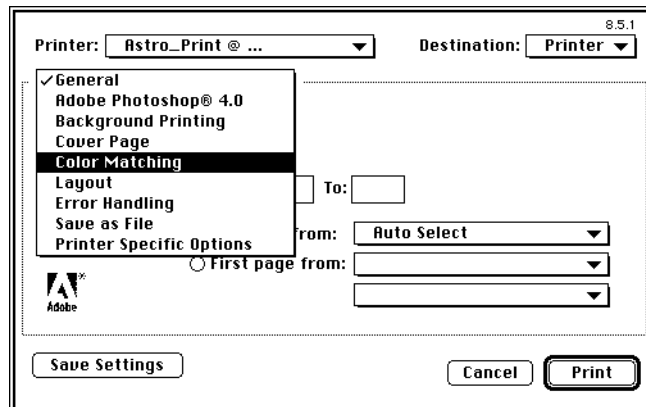 8.5.1
Printer: Astro_Print @ ... Destination: Printer
✓General
Adobe Photoshop® 4.0
Background Printing
Cover Page
Color Matching
Layout
To:
Error Handling
Save as File
from: Auto Select
Printer Specific Options
First page from:
Adobe
Save Settings
Cancel Print